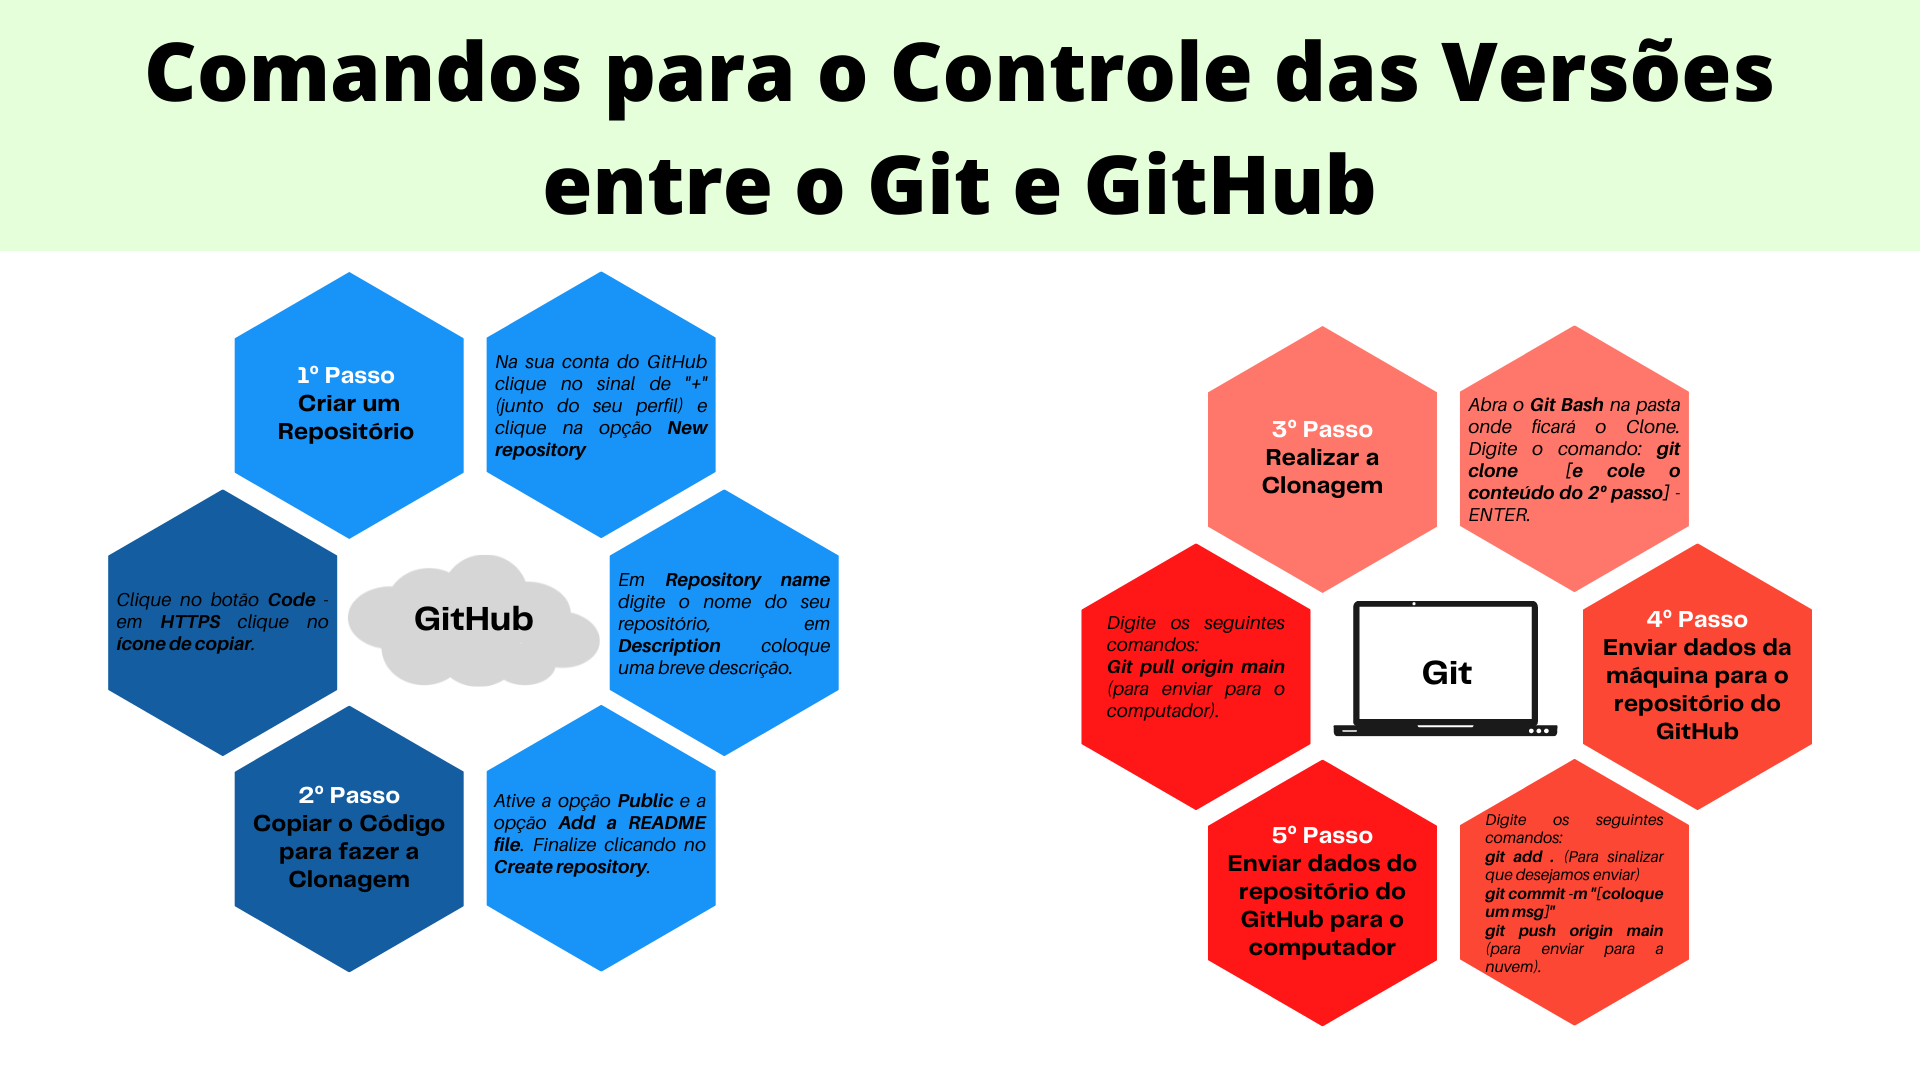 Comandos para o Controle das Versões
entre o Git e GitHub
1º Passo
Criar um
Repositório
Na sua conta do GitHub
clique no sinal de "+"
(junto do seu perfil) e
clique na opção New
repository
Em Repository name
digite o nome do seu
repositório, em
Description coloque
uma breve descrição.
Ative a opção Public e a
opção Add a README
file. Finalize clicando no
Create repository.
2º Passo
Copiar o Código
para fazer a
Clonagem
Clique no botão Code -
em HTTPS clique no
ícone de copiar.
GitHub
3º Passo
Realizar a
Clonagem
Abra o Git Bash na pasta
onde ficará o Clone.
Digite o comando: git
clone [e cole o
conteúdo do 2º passo] -
ENTER.
4º Passo
Enviar dados da
máquina para o
repositório do
GitHub
Digite os seguintes
comandos:
git add . (Para sinalizar
que desejamos enviar)
git commit -m "[coloque
um msg]"
git push origin main
(para enviar para a
nuvem).
5º Passo
Enviar dados do
repositório do
GitHub para o
computador
Digite os seguintes
comandos:
Git pull origin main
(para enviar para o
computador).
Git